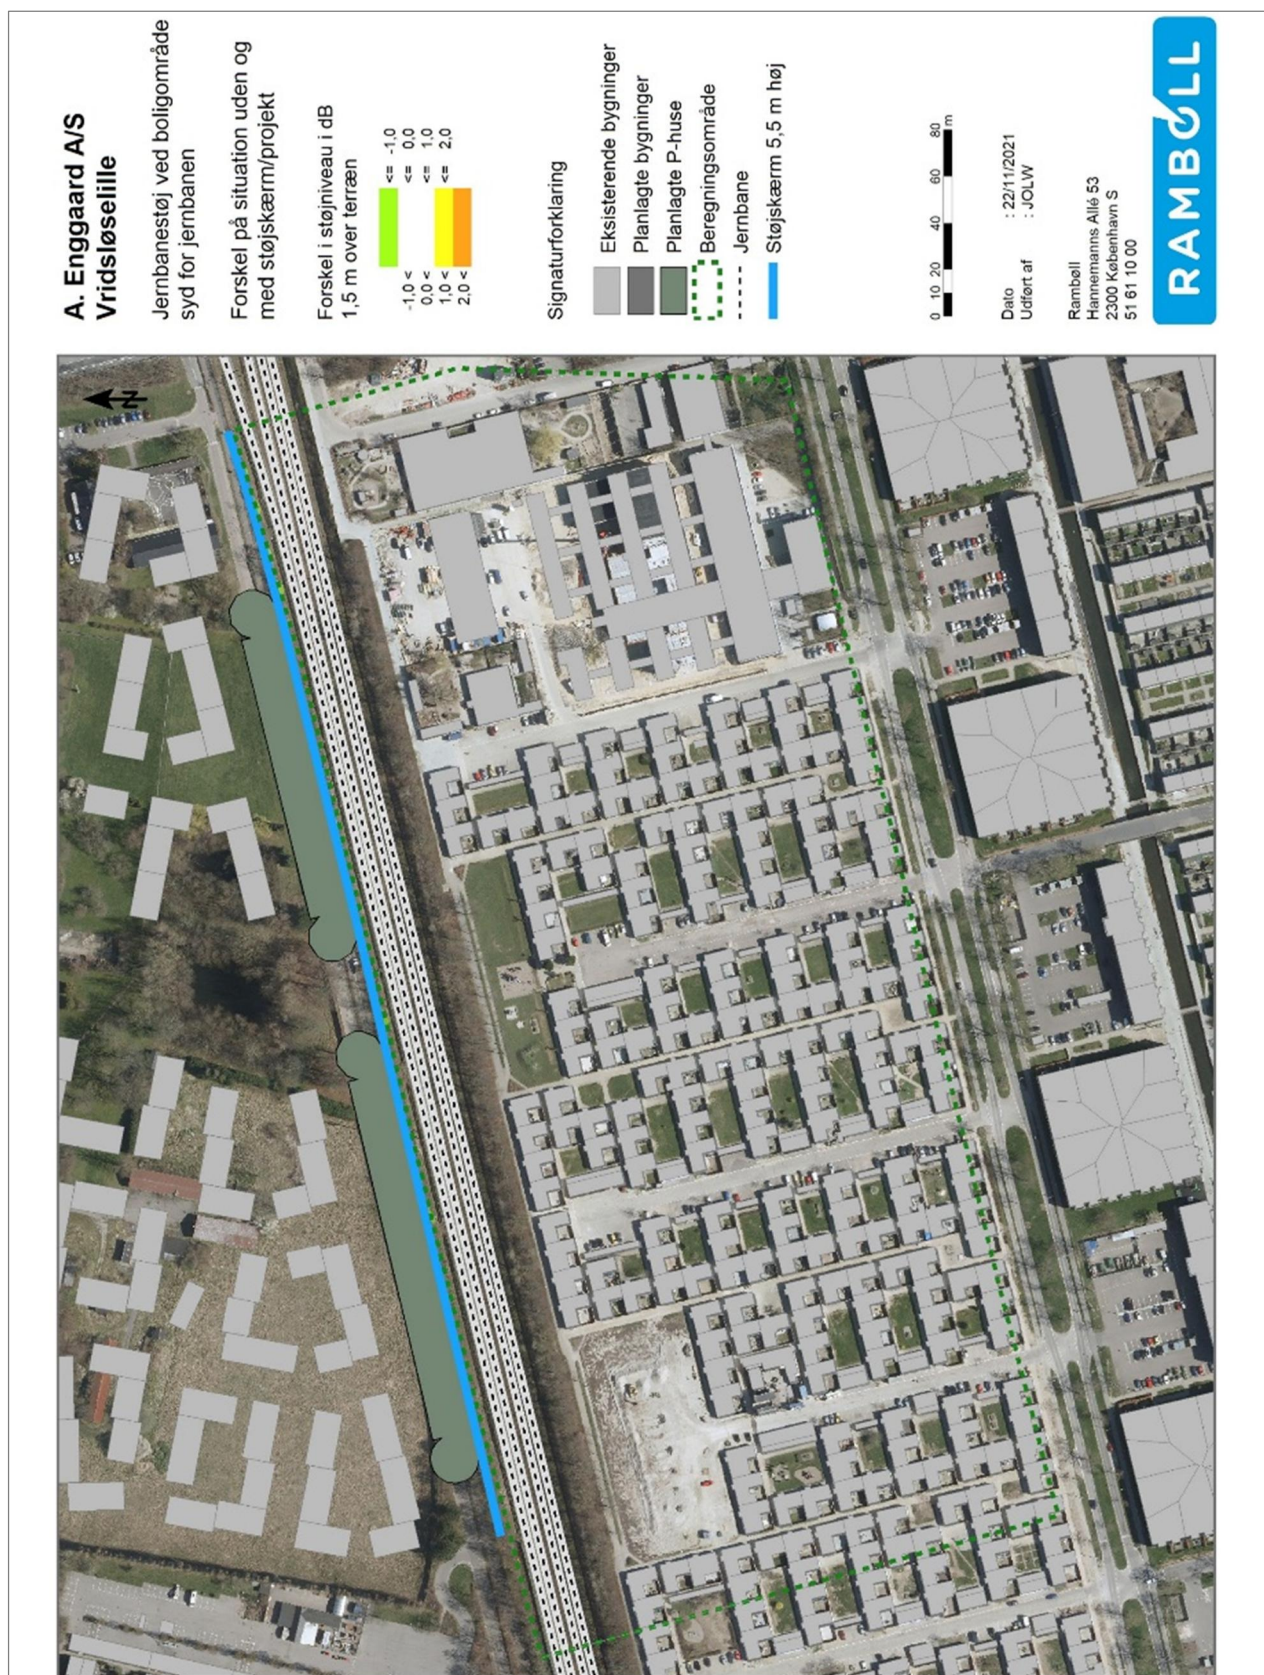 A. Enggaard A/S
Vridsløselille
Jernbanestøj ved boligområde
syd for jernbanen
Forskel på situation uden og
med støjskærm/projekt
Forskel i støjniveau i dB
1,5 m over terræn
<= -1,0
-1,0 < <= 0,0
0,0 < <= 1,0
1,0 < <= 2,0
2,0 <
Signaturforklaring
Eksisterende bygninger
Planlagte bygninger
Planlagte P-huse
Beregningsområde
Jernbane
Støjskærm 5,5 m høj
0 10 20 40 60 80
m
Dato : 22/11/2021
Udført af : JOLW
Rambøll
Hannemanns Allé 53
2300 København S
51 61 10 00
RAMBOLL
N